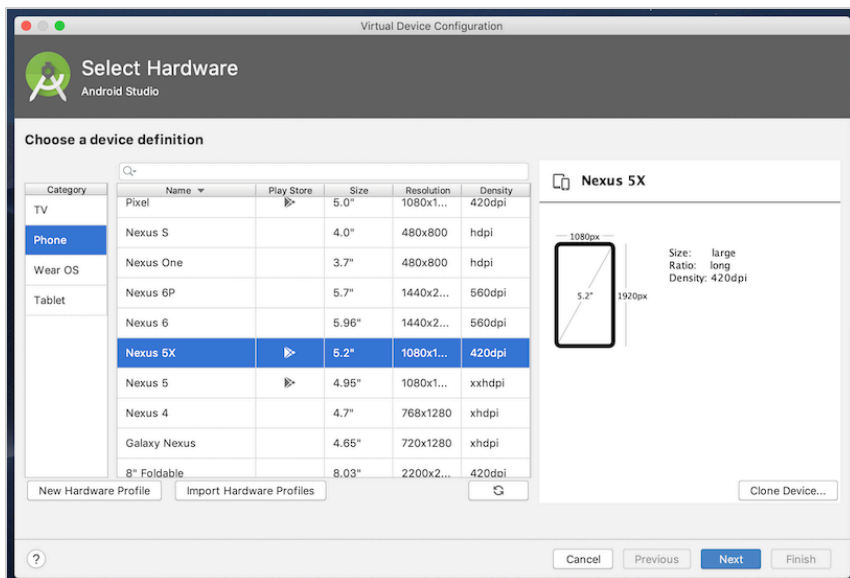 Virtual Device Configuration
Select Hardware
Android Studio
Choose a device definition
Category
TV
Phone
Wear OS
Tablet
Name Play Store Size Resolution Density
Pixel 5.0" 1080x1... 420dpi
Nexus S 4.0" 480x800 hdpi
Nexus One 3.7" 480x800 hdpi
Nexus 6P 5.7" 1440x2... 560dpi
Nexus 6 5.96" 1440x2... 560dpi
Nexus 5X 5.2" 1080x1... 420dpi
Nexus 5 4.95" 1080x1... xxhdpi
Nexus 4 4.7" 768x1280 xhdpi
Galaxy Nexus 4.65" 720x1280 xhdpi
8" Foldable 8.03" 2200x2... 420dpi
New Hardware Profile Import Hardware Profiles
Nexus 5X
1080px
5.2" 1920px
Size: large
Ratio: long
Density: 420dpi
Clone Device...
? Cancel Previous Next Finish